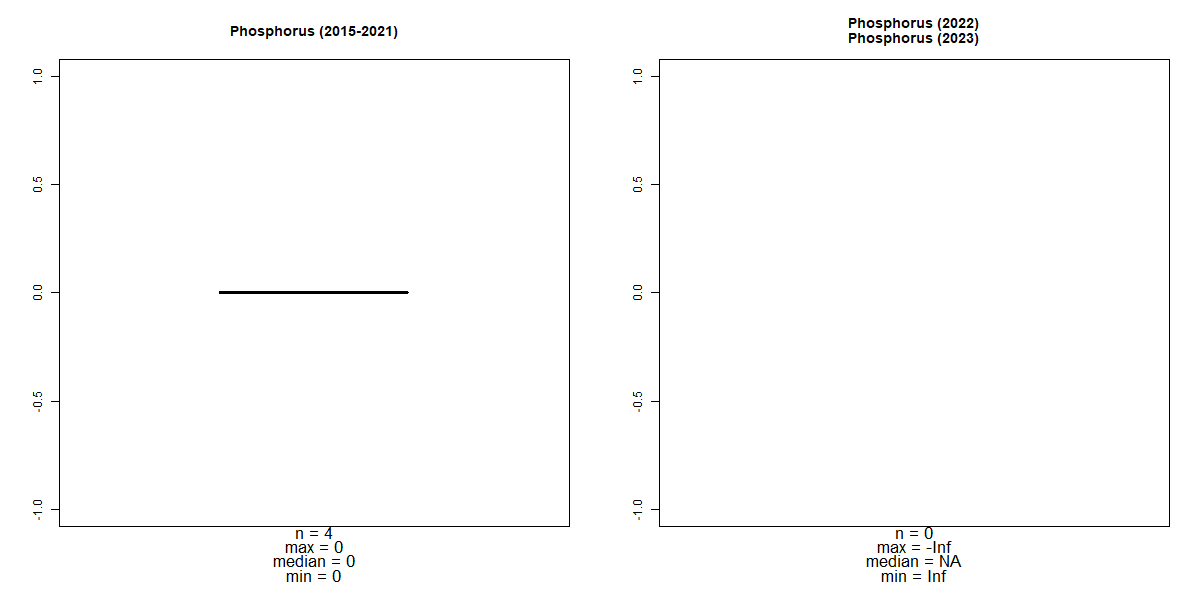 Phosphorus (2015-2021)
1.0
0.5
0.0
-0.5
-1.0
n = 4
max = 0
median = 0
min = 0
Phosphorus (2022)
Phosphorus (2023)
1.0
0.5
0.0
-0.5
-1.0
n = 0
max = -Inf
median = NA
min = Inf